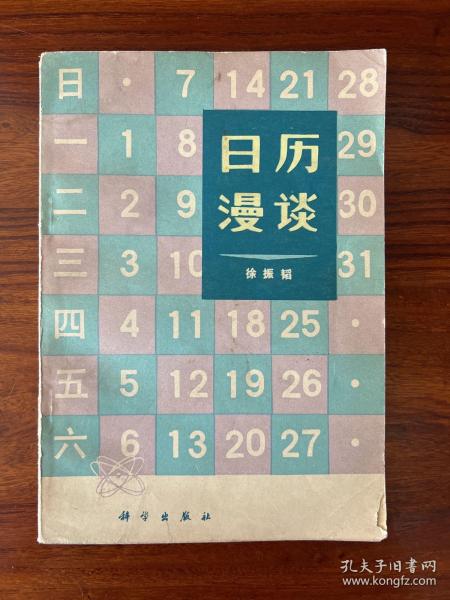 日 · 7 14 21 28
一 1 8 29
二 2 9 30
三 3 10 31
四 4 11 18 25 ·
五 5 12 19 26 ·
六 6 13 20 27 ·
日历
漫谈
徐振韬
科学出版社
孔夫子旧书网
www.kongfz.com